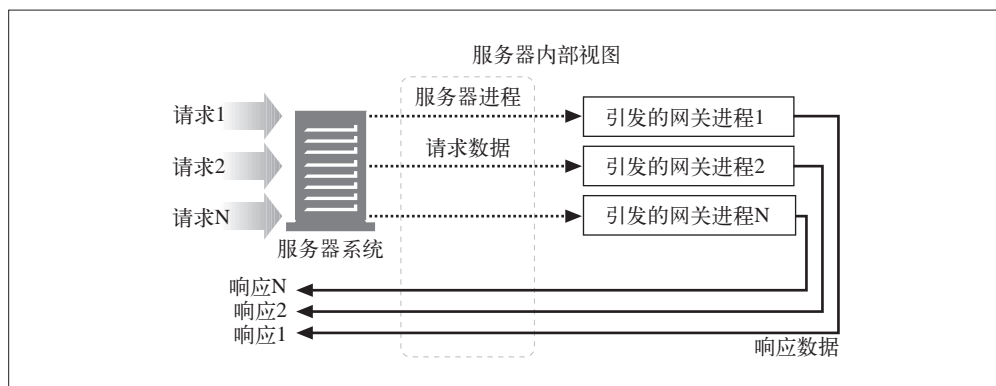 服务器内部视图
请求1
服务器进程
引发的网关进程1
请求2
请求数据
引发的网关进程2
请求N
引发的网关进程N
服务器系统
响应N
响应2
响应1
响应数据